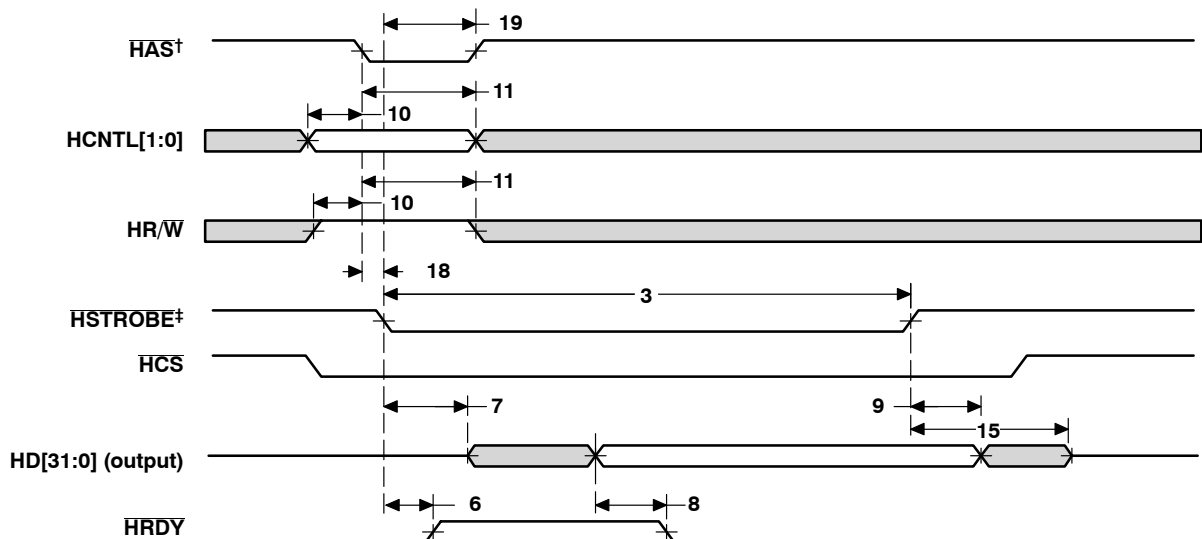 19
HAS†
11
10
HCNTL[1:0]
11
10
HR/W
18
3
HSTROBE‡
HCS
7
9
15
HD[31:0] (output)
6
8
HRDY